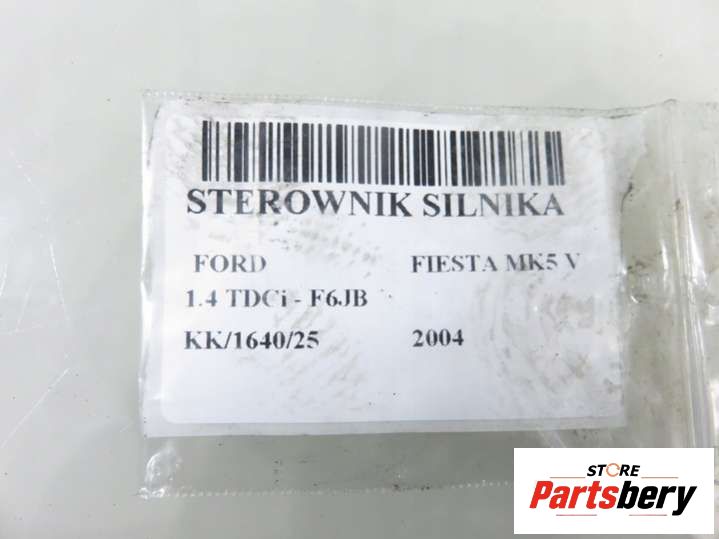 STEROWNIK SILNIKA
FORD FIESTA MK5 V
1.4 TDCi - F6JB
KK/1640/25 2004
STORE
Partsbery